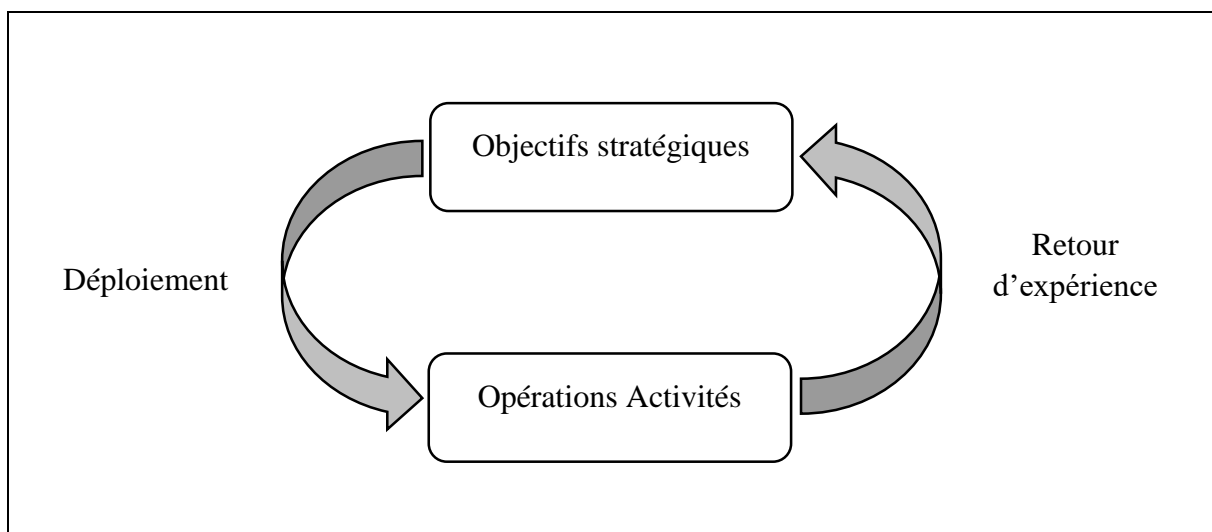 Objectifs stratégiques
Déploiement
Retour
d’expérience
Opérations Activités